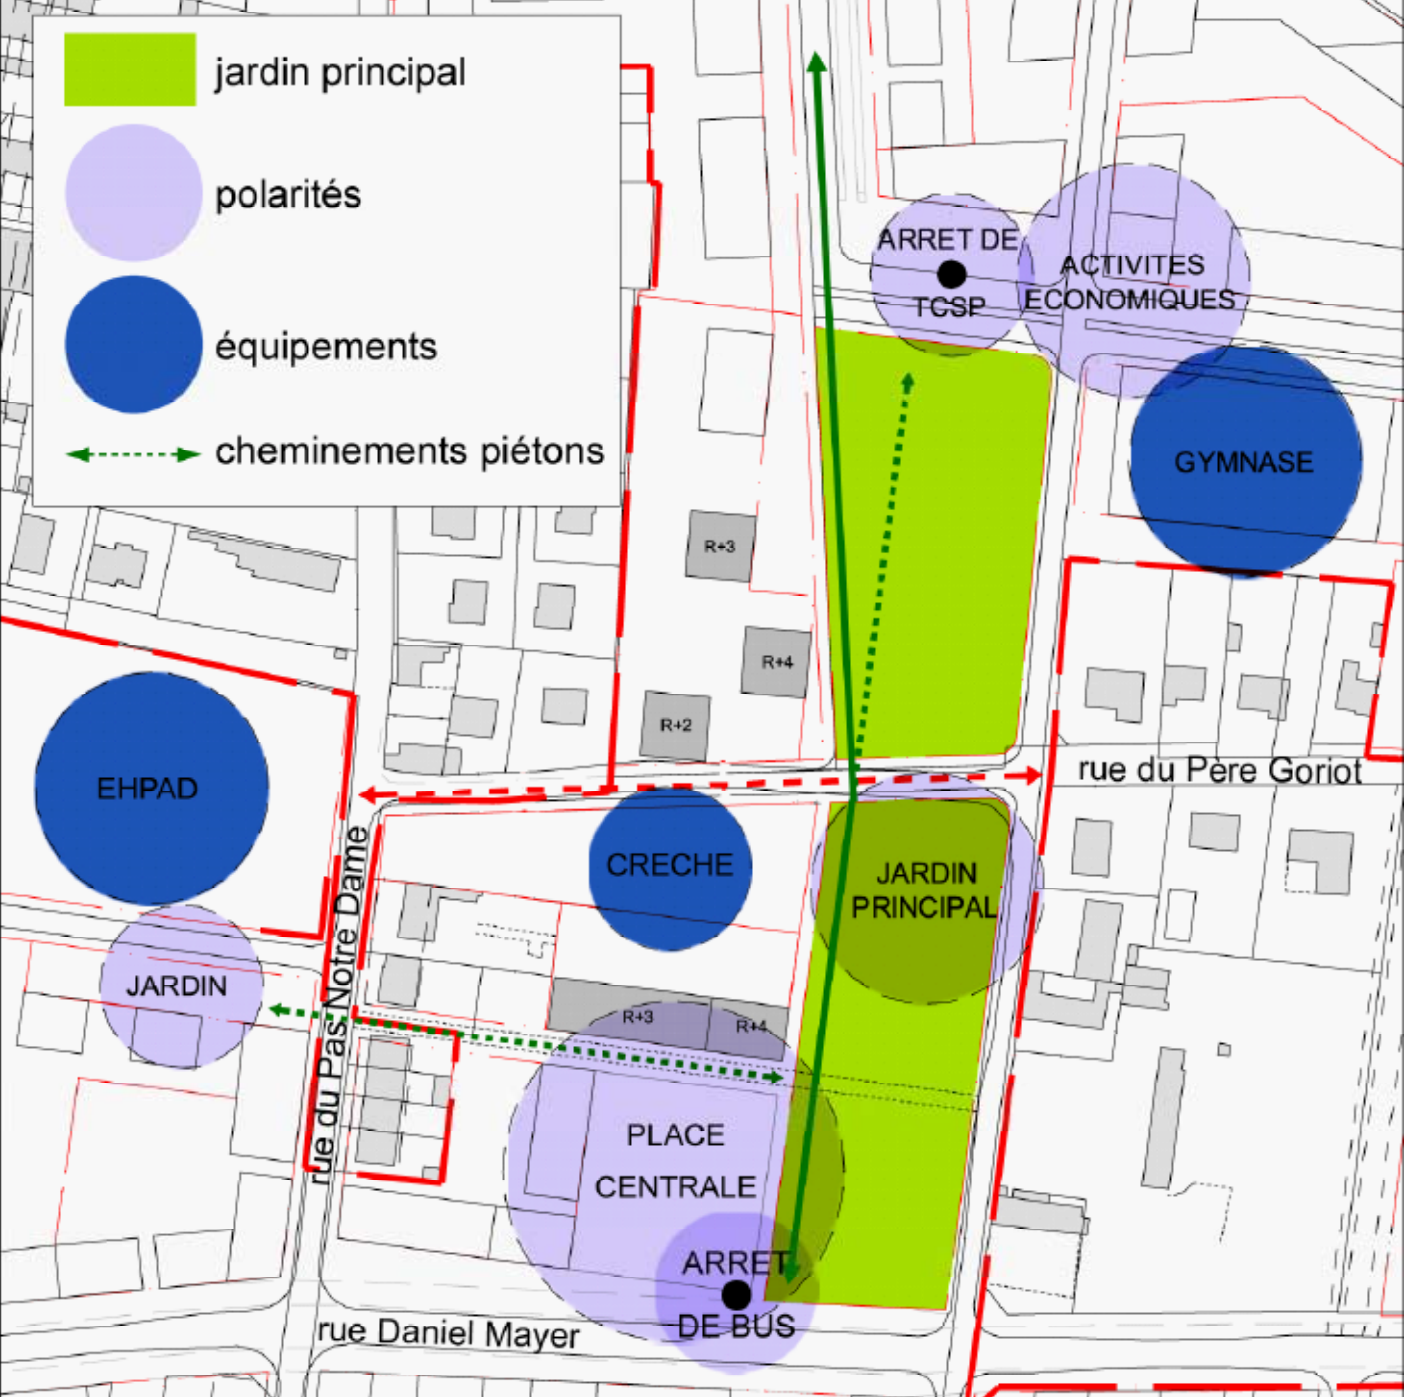 jardin principal
polarités
équipements
cheminements piétons
ARRET DE
TCSP
ACTIVITES
ECONOMIQUES
GYMNASE
R+3
R+4
R+2
EHPAD
rue du Père Goriot
CRECHE
JARDIN
PRINCIPAL
rue du Pas Notre Dame
JARDIN
R+3
R+4
PLACE
CENTRALE
ARRET
DE BUS
rue Daniel Mayer